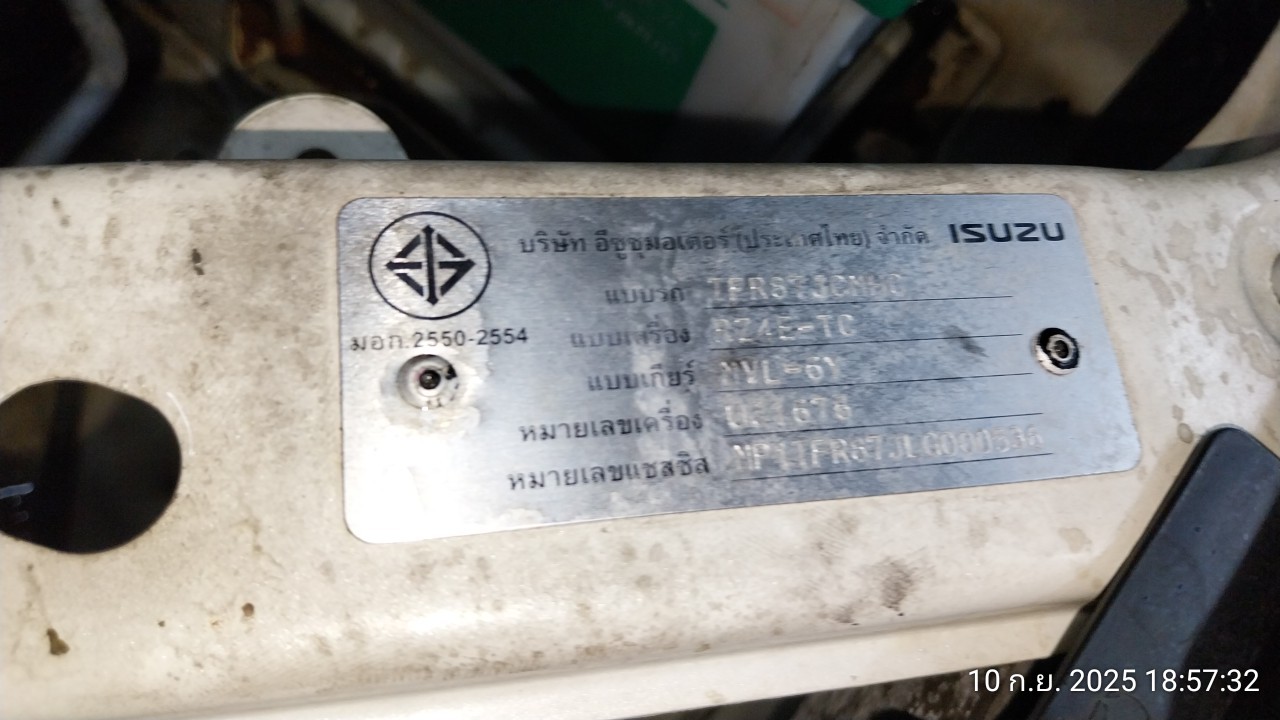 บริษัท อีซูซุมอเตอร์ (ประเทศไทย) จำกัด ISUZU
มอก.2550-2554
แบบรถ
แบบเครื่อง RZ4E-TC
แบบเกียร์ MVL-6Y
หมายเลขเครื่อง
หมายเลขแชสซีส MP1TFR87JLG000536
10 ก.ย. 2025 18:57:32